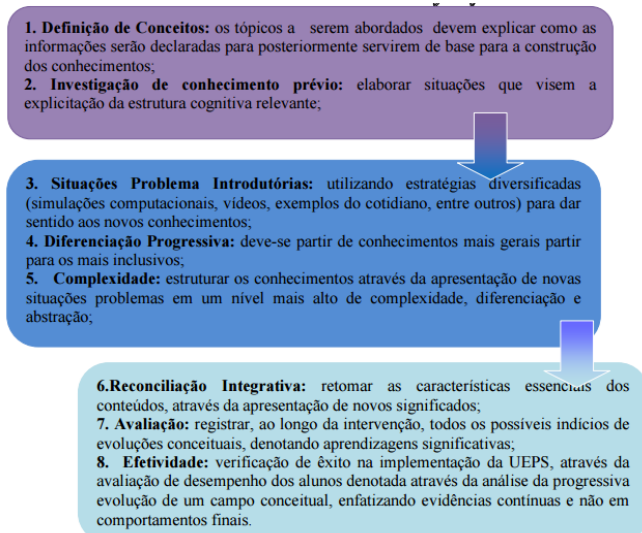 1. Definição de Conceitos: os tópicos a serem abordados devem explicar como as
informações serão declaradas para posteriormente servirem de base para a construção
dos conhecimentos;
2. Investigação de conhecimento prévio: elaborar situações que visem a
explicitação da estrutura cognitiva relevante;
3. Situações Problema Introdutórias: utilizando estratégias diversificadas
(simulações computacionais, vídeos, exemplos do cotidiano, entre outros) para dar
sentido aos novos conhecimentos;
4. Diferenciação Progressiva: deve-se partir de conhecimentos mais gerais partir
para os mais inclusivos;
5. Complexidade: estruturar os conhecimentos através da apresentação de novas
situações problemas em um nível mais alto de complexidade, diferenciação e
abstração;
6.Reconciliação Integrativa: retomar as características essenciais dos
conteúdos, através da apresentação de novos significados;
7. Avaliação: registrar, ao longo da intervenção, todos os possíveis indícios de
evoluções conceituais, denotando aprendizagens significativas;
8. Efetividade: verificação de êxito na implementação da UEPS, através da
avaliação de desempenho dos alunos denotada através da análise da progressiva
evolução de um campo conceitual, enfatizando evidências contínuas e não em
comportamentos finais.